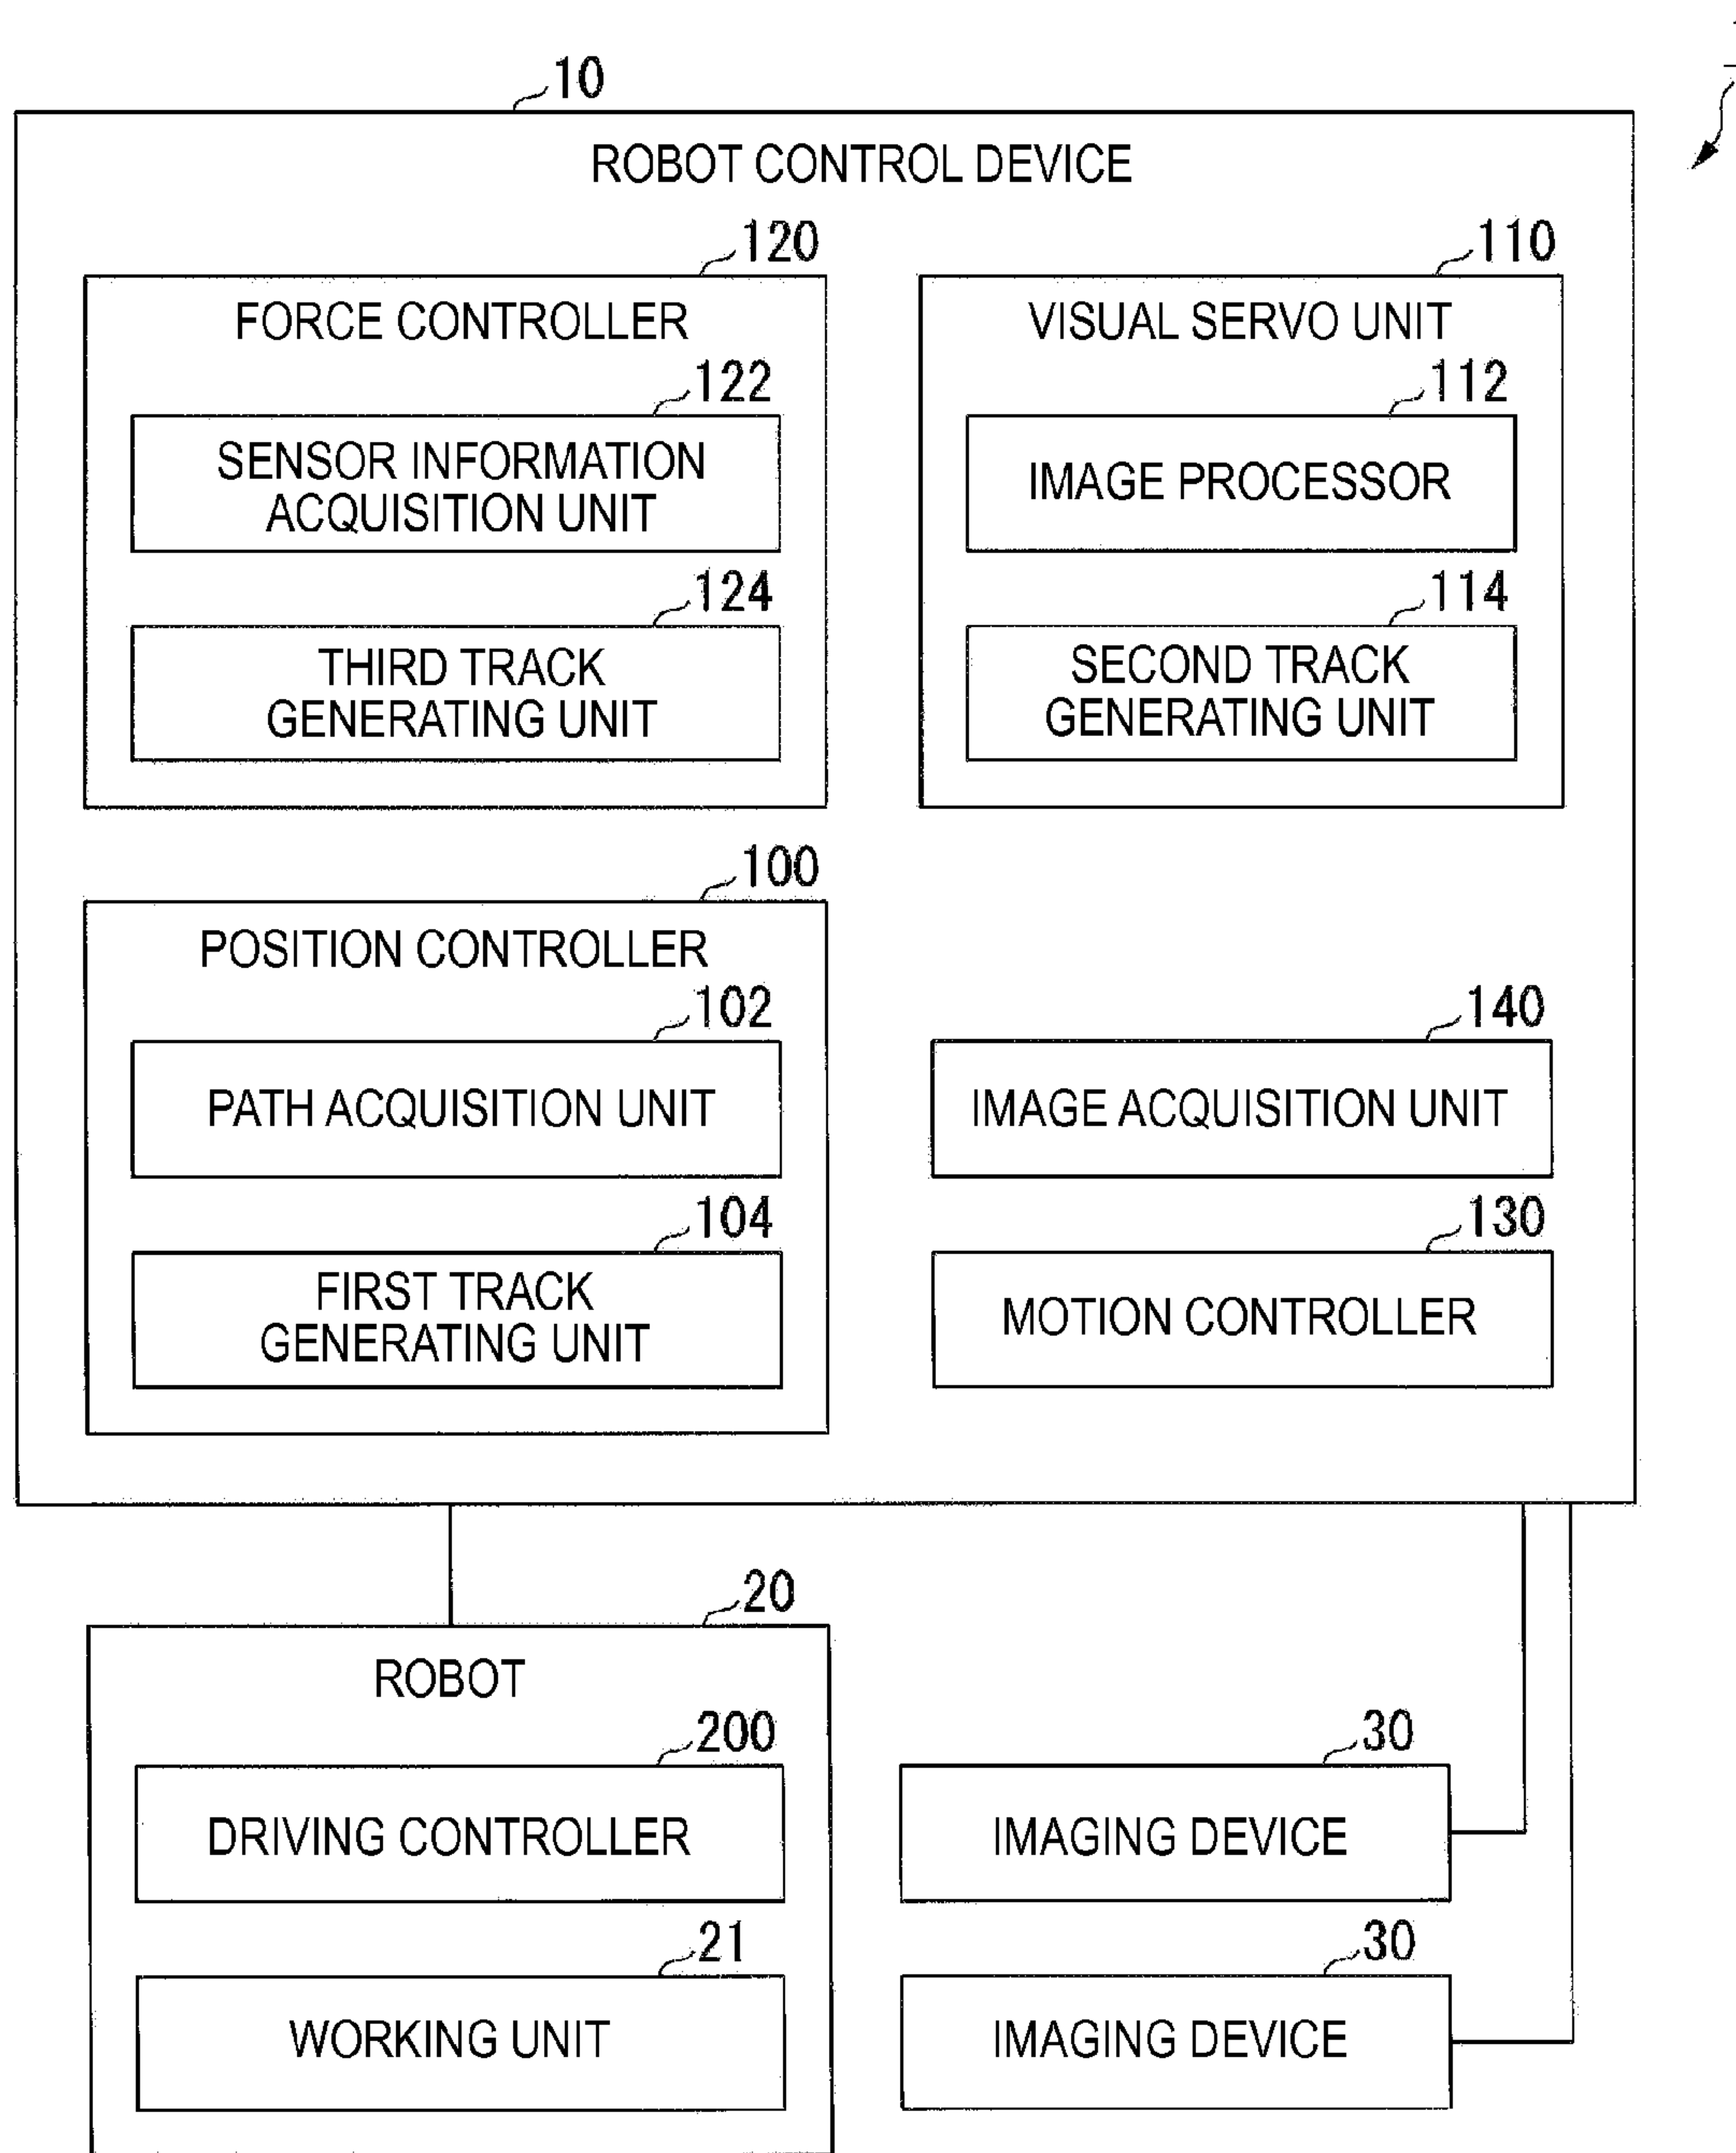 10
ROBOT CONTROL DEVICE
120
FORCE CONTROLLER
122
SENSOR INFORMATION
ACQUISITION UNIT
124
THIRD TRACK
GENERATING UNIT
110
VISUAL SERVO UNIT
112
IMAGE PROCESSOR
114
SECOND TRACK
GENERATING UNIT
100
POSITION CONTROLLER
102
PATH ACQUISITION UNIT
104
FIRST TRACK
GENERATING UNIT
140
IMAGE ACQUISITION UNIT
130
MOTION CONTROLLER
20
ROBOT
200
DRIVING CONTROLLER
21
WORKING UNIT
30
IMAGING DEVICE
30
IMAGING DEVICE